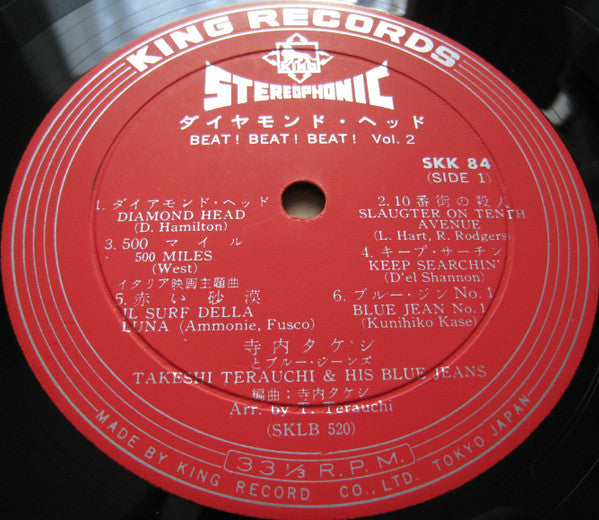 KING RECORDS
KING
STEREOPHONIC
ダイヤモンド・ヘッド
BEAT! BEAT! BEAT! Vol. 2
SKK 84
(SIDE 1)
1. ダイアモンド・ヘッド
DIAMOND HEAD
(D. Hamilton)
2. 10番街の殺人
SLAUGTER ON TENTH
AVENUE
(L. Hart, R. Rodgers)
3. 500 マイル
500 MILES
(West)
4. キープ・サーチン
KEEP SEARCHIN'
(D'el Shannon)
イタリア映画主題曲
5. 赤い砂漠
IL SURF DELLA
LUNA (Ammonie, Fusco)
6. ブルー・ジン No. 1
BLUE JEAN No. 1
(Kunihiko Kase)
寺内タケシ
とブルー・ジーンズ
TAKESHI TERAUCHI & HIS BLUE JEANS
編曲:寺内タケシ
Arr. by T. Terauchi
(SKLB 520)
33 1/3 R.P.M.
MADE BY KING RECORD CO., LTD. TOKYO JAPAN